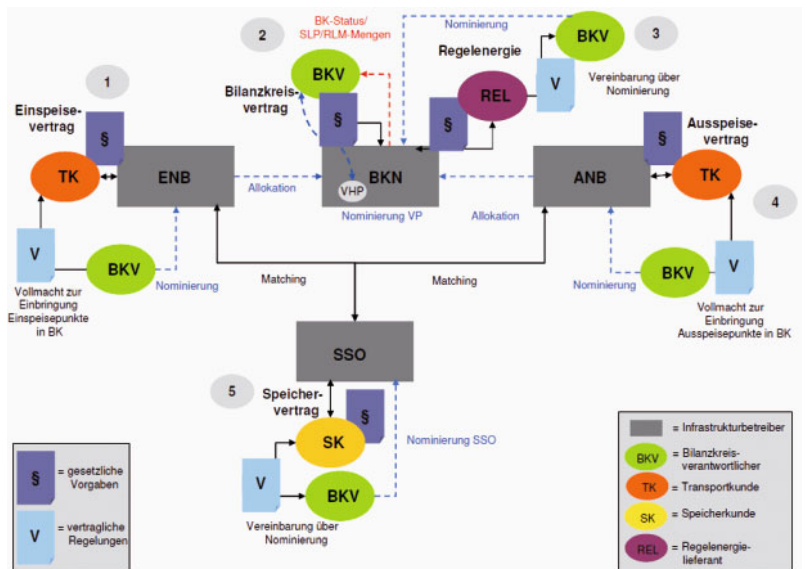 BK-Status/
SLP/RLM-Mengen
Nominierung
2
3
BKV
BKV
Regelenergie
V
Vereinbarung über
Nominierung
1
Bilanzkreis-
vertrag
REL
Einspeise-
vertrag
§
§
§
Ausspeise-
vertrag
§
TK
ENB
BKN
ANB
TK
VHP
Allokation
Nominierung VP
Allokation
4
V
BKV
Nominierung
Matching
Matching
Nominierung
BKV
V
Vollmacht zur
Einbringung
Einspeisepunkte
in BK
Vollmacht zur
Einbringung
Ausspeisepunkte in BK
SSO
5
Speicher-
vertrag
§
SK
Nominierung SSO
V
BKV
Vereinbarung über
Nominierung
§
= gesetzliche
Vorgaben
V
= vertragliche
Regelungen
= Infrastrukturbetreiber
BKV
= Bilanzkreis-
verantwortlicher
TK
= Transportkunde
SK
= Speicherkunde
REL
= Regelenergie-
lieferant